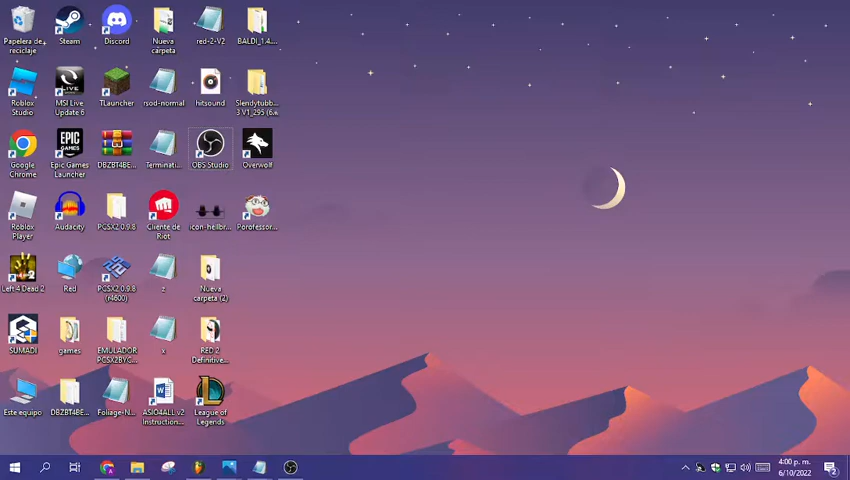 Papelera de
reciclaje
Steam
Discord
Nueva
carpeta
red-2-V2
BALDI_1.4....
Roblox
Studio
MSI Live
Update 6
TLauncher
rsod-normal
hitsound
Slendytubb...
3 V1_295 (6...
Google
Chrome
Epic Games
Launcher
DBZBT4BE...
Terminati...
OBS Studio
Overwolf
Roblox
Player
Audacity
PCSX2 0.9.8
Cliente de
Riot
icon-hellbr...
Porofessor...
Left 4 Dead 2
Red
PCSX2 0.9.8
(r4600)
z
Nueva
carpeta (2)
SUMADI
games
EMULADOR
PCSX2BYC...
x
RED 2
Definitive...
Este equipo
DBZBT4BE...
Foliage-N...
ASIO4ALL v2
Instruction...
League of
Legends
4:00 p. m.
6/10/2022
2